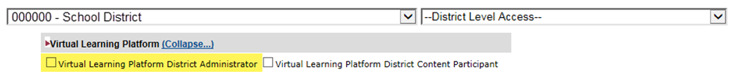 000000 - School District --District Level Access--
Virtual Learning Platform (Collapse...)
Virtual Learning Platform District Administrator Virtual Learning Platform District Content Participant